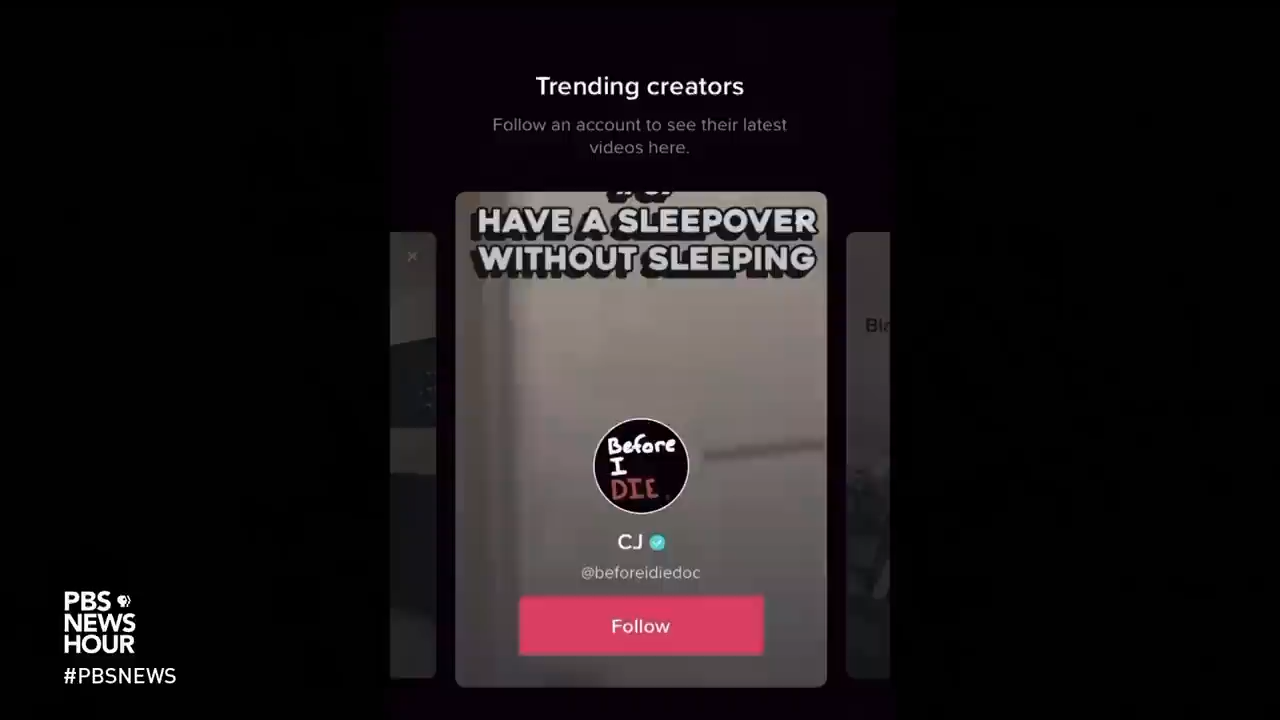 Trending creators
Follow an account to see their latest
videos here.
HAVE A SLEEPOVER
WITHOUT SLEEPING
Before
I
DIE.
CJ
@beforeidiedoc
Follow
PBS
NEWS
HOUR
#PBSNEWS